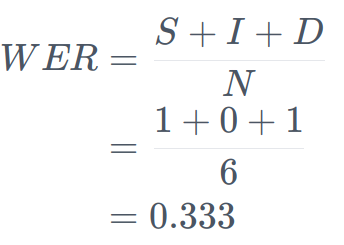 WER = S + I + D
N
= 1 + 0 + 1
6
= 0.333